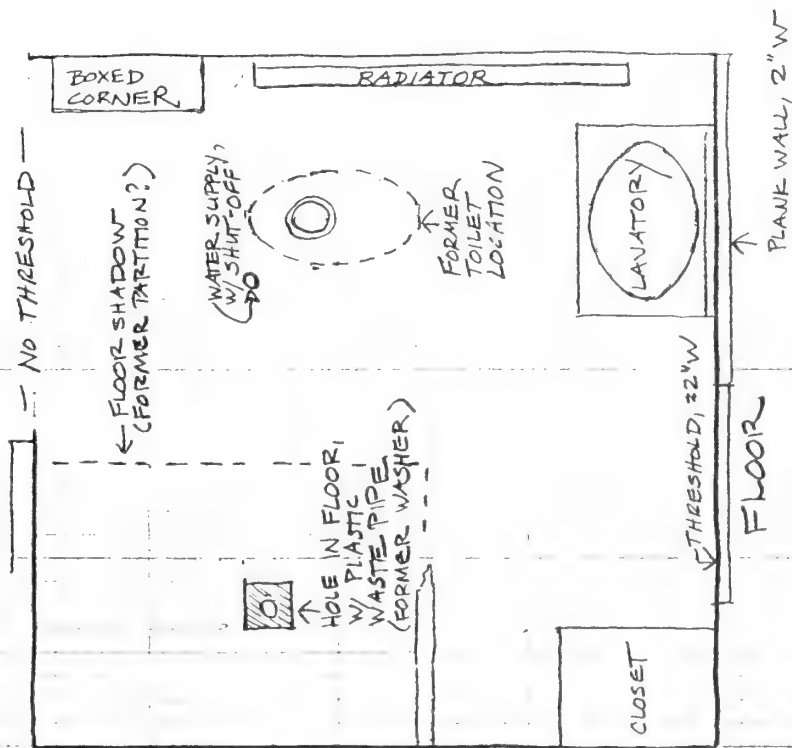 BOXED
CORNER
RADIATOR
— NO THRESHOLD —
← FLOOR SHADOW
(FORMER PARTITION?)
(WATER SUPPLY,
W/ SHUT-OFF
FORMER
TOILET
LOCATION
LAVATORY
PLANK WALL, 2"W
HOLE IN FLOOR,
W/ PLASTIC
WASTE PIPE
(FORMER WASHER)
THRESHOLD, ±2"W
FLOOR
CLOSET